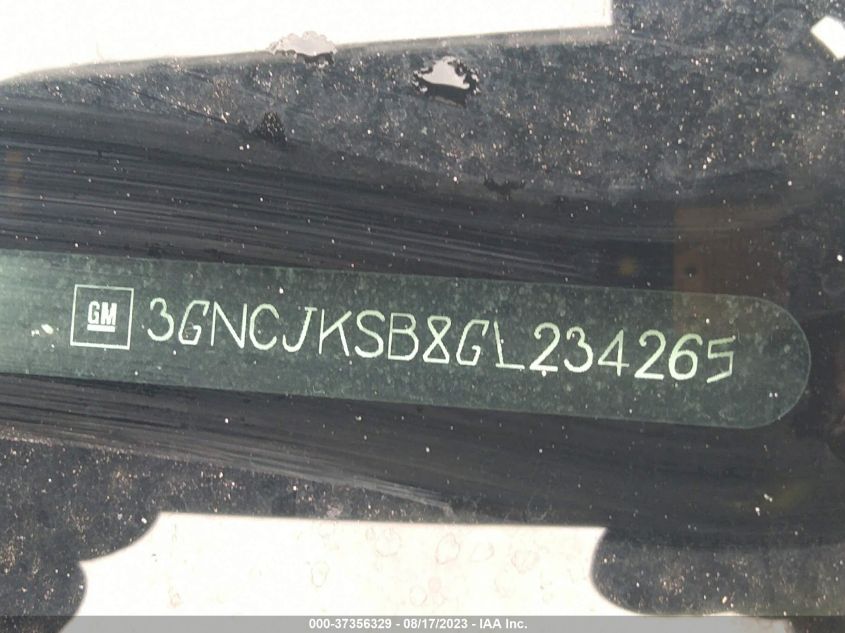 GM 3GNCJKSB8GL234265
000-37356329 - 08/17/2023 - IAA Inc.